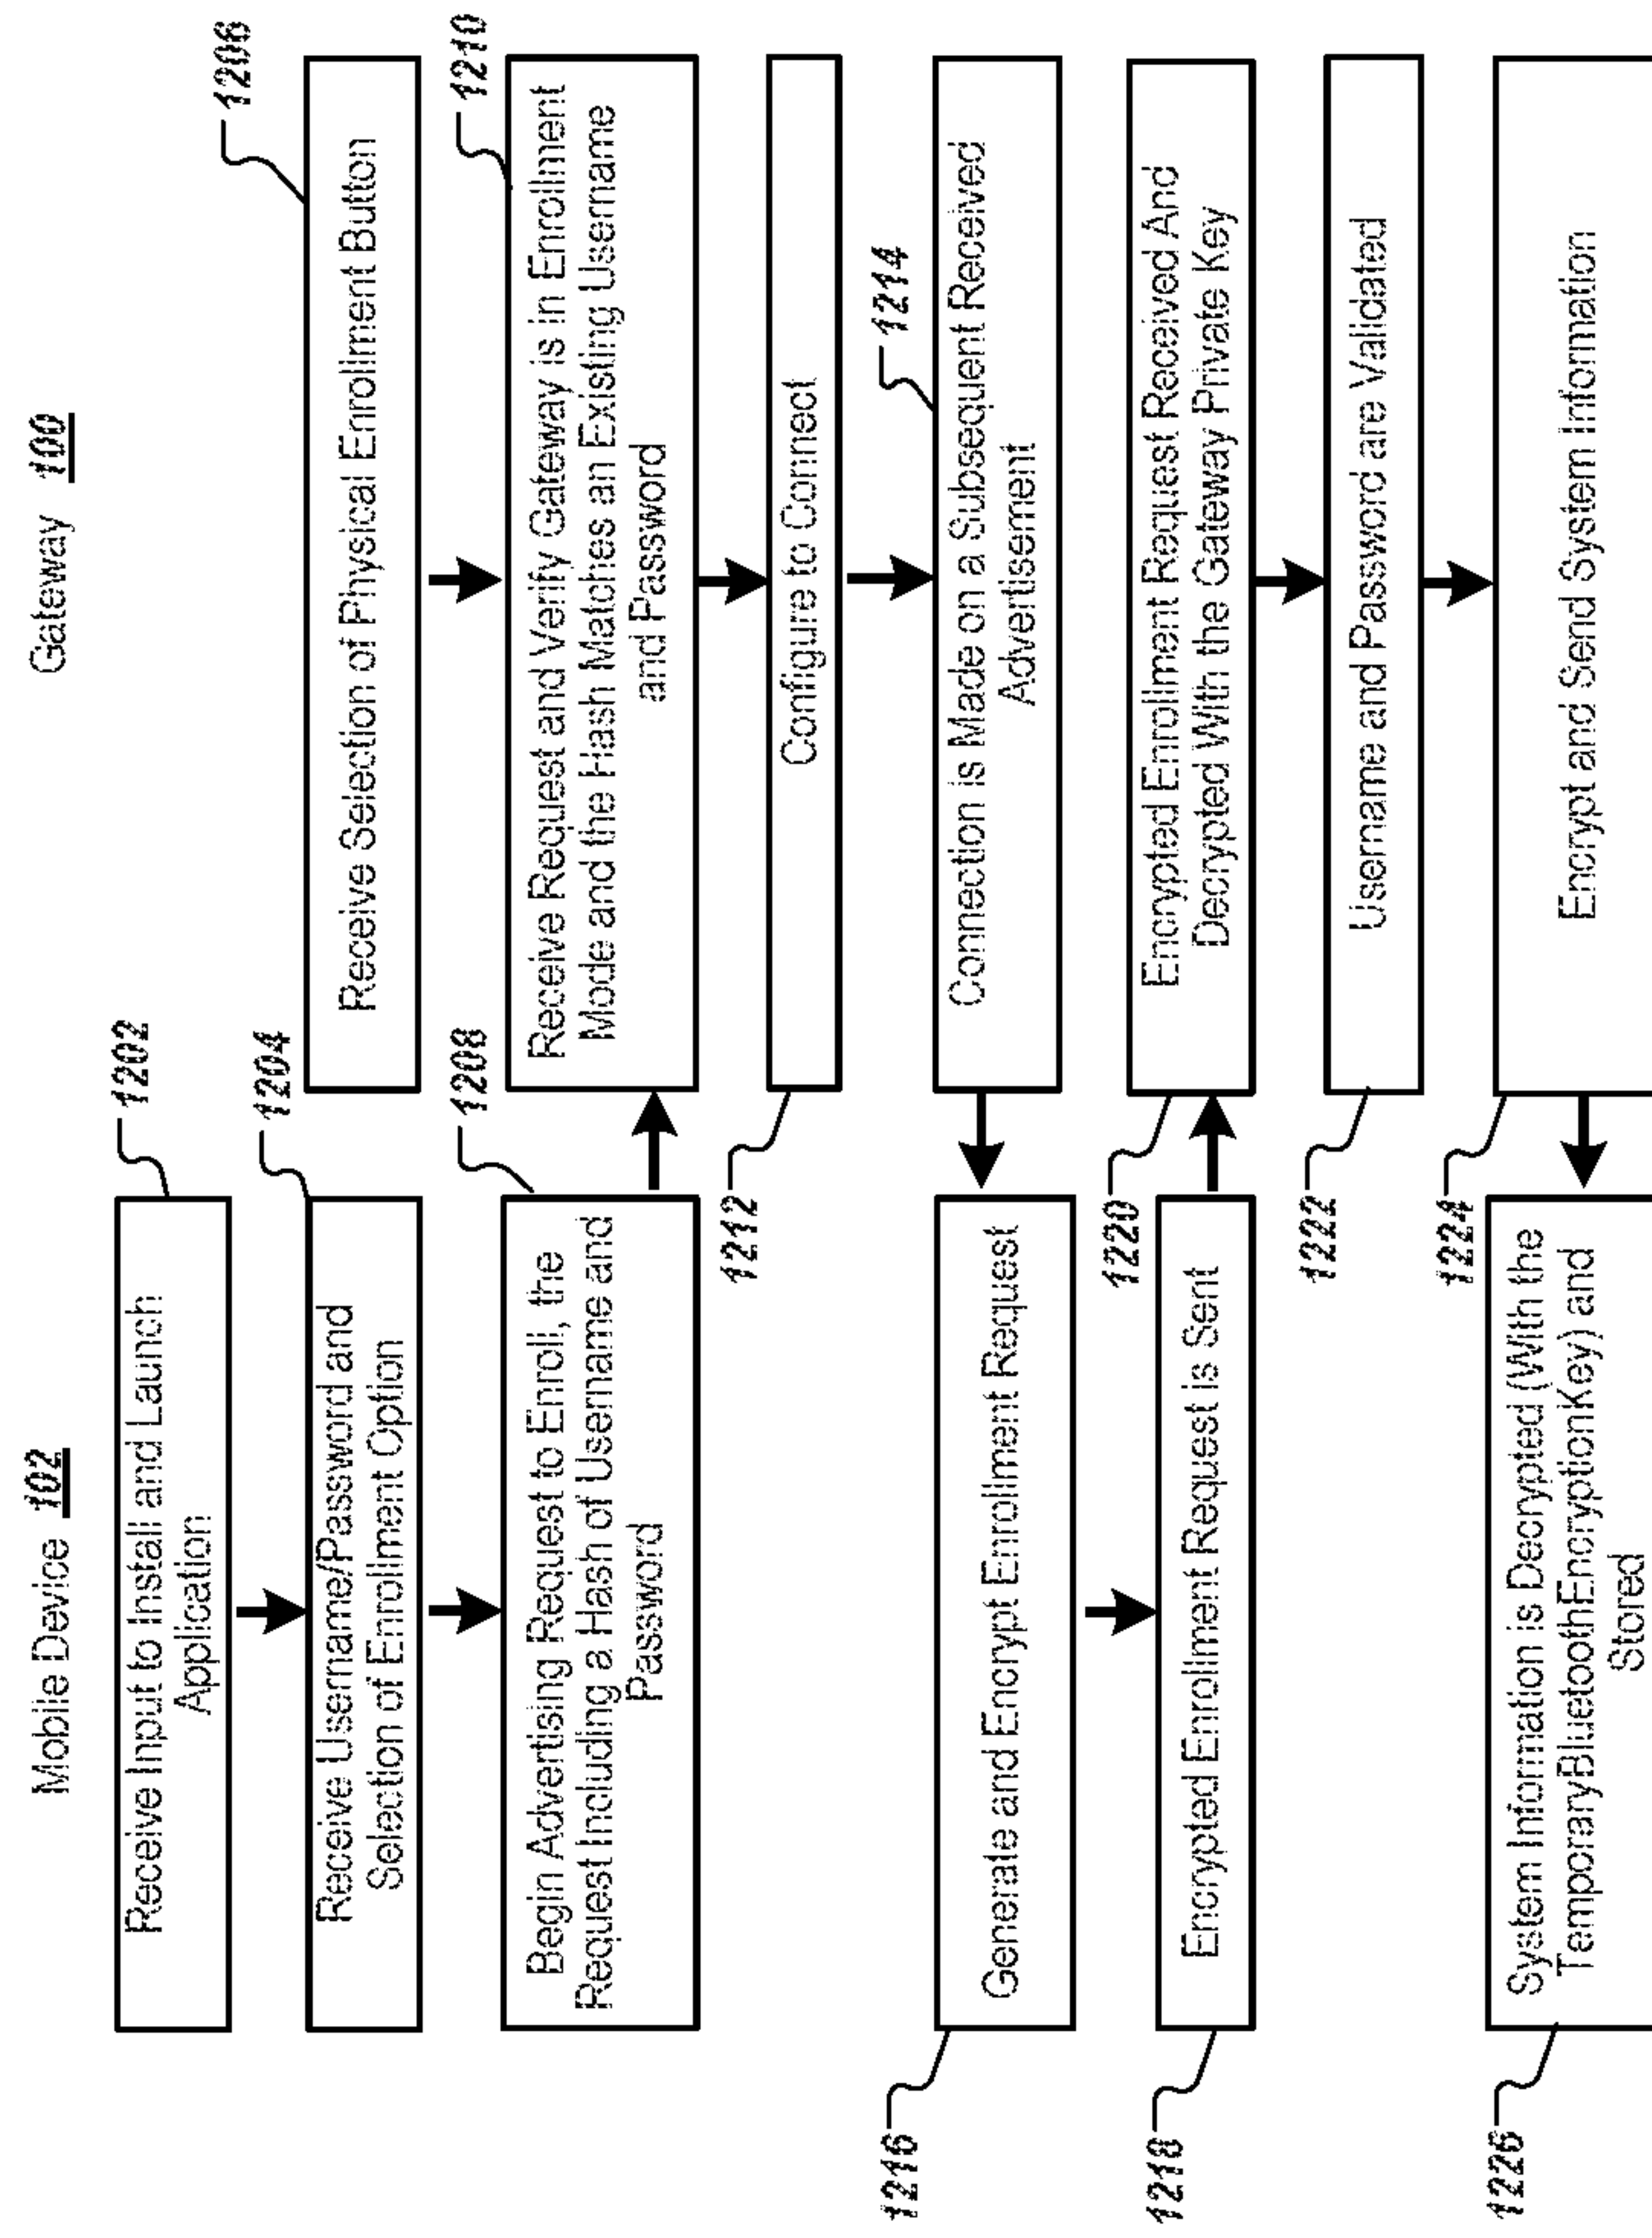 Mobile Device 102
Gateway 100
1202
Receive Input to Install and Launch
Application
1204
Receive Username/Password and
Selection of Enrollment Option
1206
Receive Selection of Physical Enrollment Button
1208
Begin Advertising Request to Enroll, the
Request Including a Hash of Username and
Password
1210
Receive Request and Verify Gateway is in Enrollment
Mode and the Hash Matches an Existing Username
and Password
1212
Configure to Connect
1214
Connection is Made on a Subsequent Received
Advertisement
1216
Generate and Encrypt Enrollment Request
1218
Encrypted Enrollment Request is Sent
1220
Encrypted Enrollment Request Received And
Decrypted With the Gateway Private Key
1222
Username and Password are Validated
1224
Encrypt and Send System Information
1226
System Information is Decrypted (With the
TemporaryBluetoothEncryptionKey) and
Stored